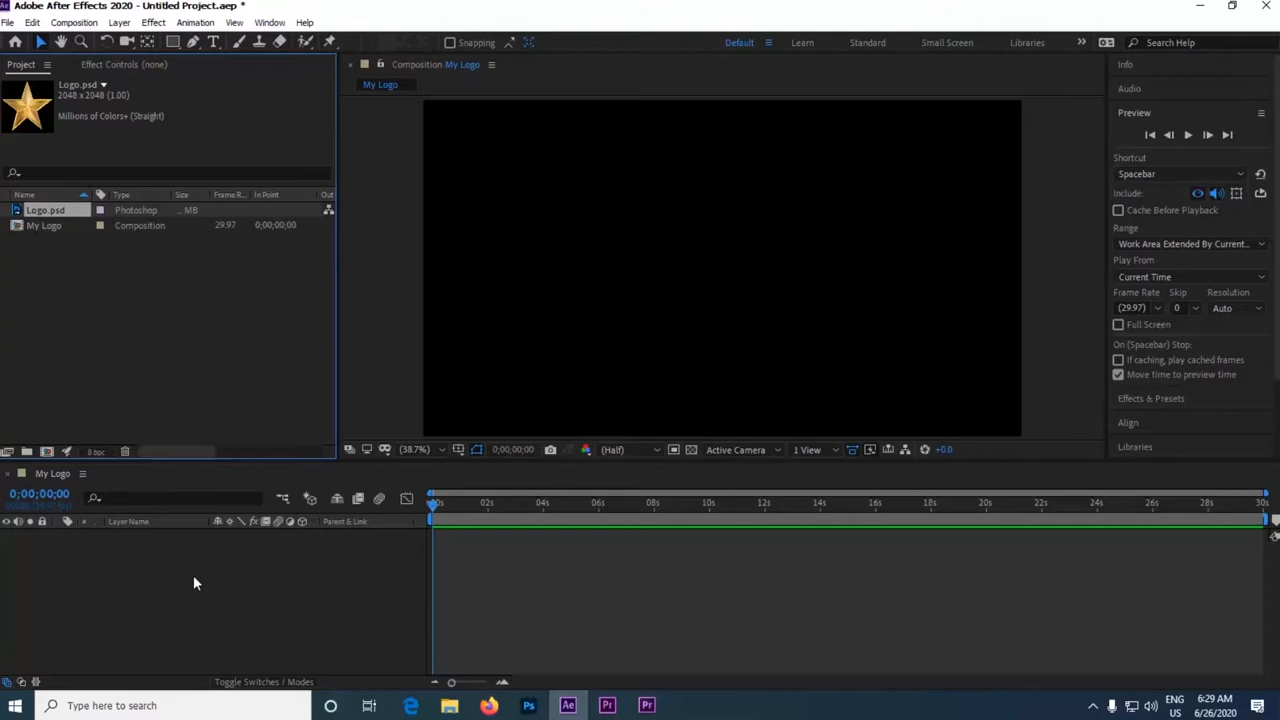 Adobe After Effects 2020 - Untitled Project.aep *
File Edit Composition Layer Effect Animation View Window Help
Snapping
Default Learn Standard Small Screen Libraries Search Help
Project Effect Controls (none)
Logo.psd
2048 x 2048 (1.00)
Millions of Colors+ (Straight)
Name Type Size Frame R... In Point Out
Logo.psd Photoshop ... MB
My Logo Composition 29.97 0;00;00;00
8 bpc
Composition My Logo
My Logo
(38.7%) 0;00;00;00 (Half) Active Camera 1 View +0.0
Info
Audio
Preview
Shortcut
Spacebar
Include:
Cache Before Playback
Range
Work Area Extended By Current...
Play From
Current Time
Frame Rate Skip Resolution
(29.97) 0 Auto
Full Screen
On (Spacebar) Stop:
If caching, play cached frames
Move time to preview time
Effects & Presets
Align
Libraries
My Logo
0;00;00;00
# Layer Name Parent & Link
02s 04s 06s 08s 10s 12s 14s 16s 18s 20s 22s 24s 26s 28s 30s
Toggle Switches / Modes
Type here to search
Ps Ae Pr Pr
ENG
US
6:29 AM
6/26/2020